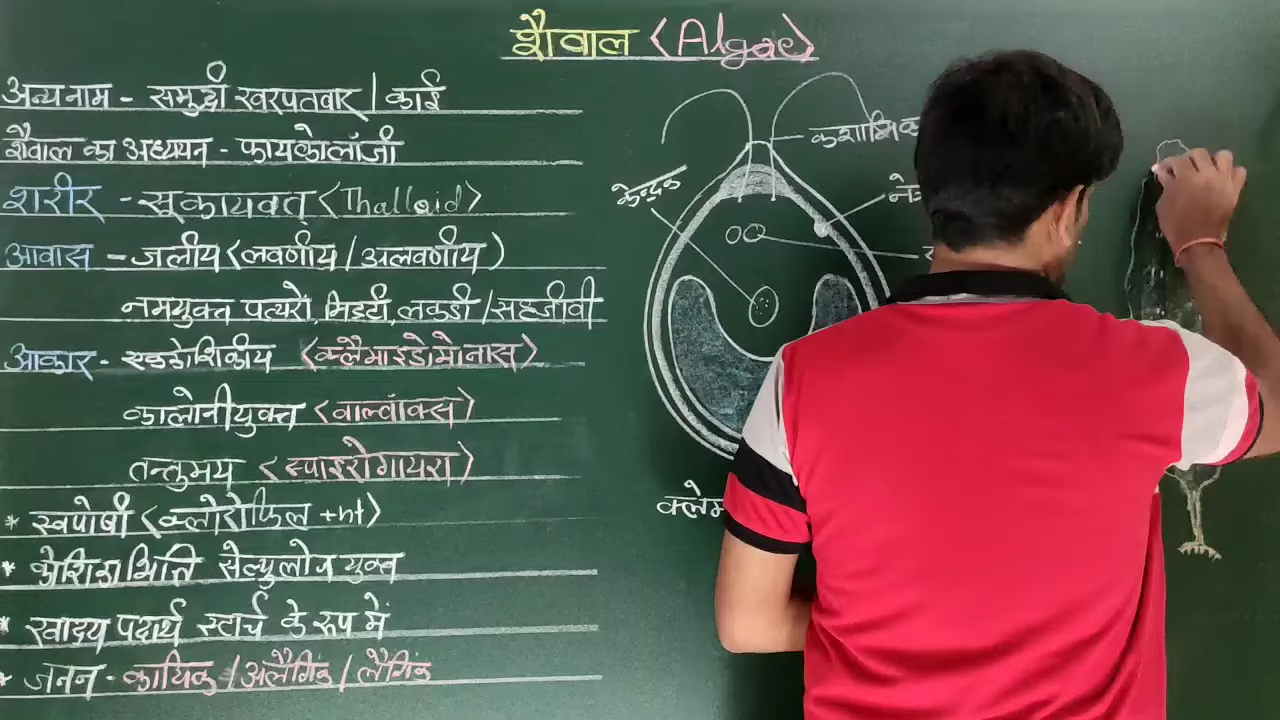 शैवाल <Algae>
अन्य नाम - समुद्री खरपतवार / काई
शैवाल का अध्ययन - फायकोलॉजी
शरीर - सूकायवत् <Thalloid>
आवास - जलीय (लवणीय / अलवणीय)
नमयुक्त पत्थरो, मिट्टी, लकडी / सहजीवी
आकार - एककोशिकीय <क्लैमाइडोमोनास>
कालोनीयुक्त <वाल्वॉक्स>
तन्तुमय <स्पाइरोगायरा>
* स्वपोषी <क्लोरोफिल +nt>
* कोशिकाभित्ति सेल्युलोज युक्त
* खाद्य पदार्थ स्टार्च के रूप में
* जनन - कायिक / अलैंगिक / लैंगिक
कशाभिक
केन्द्रक
क्लेम